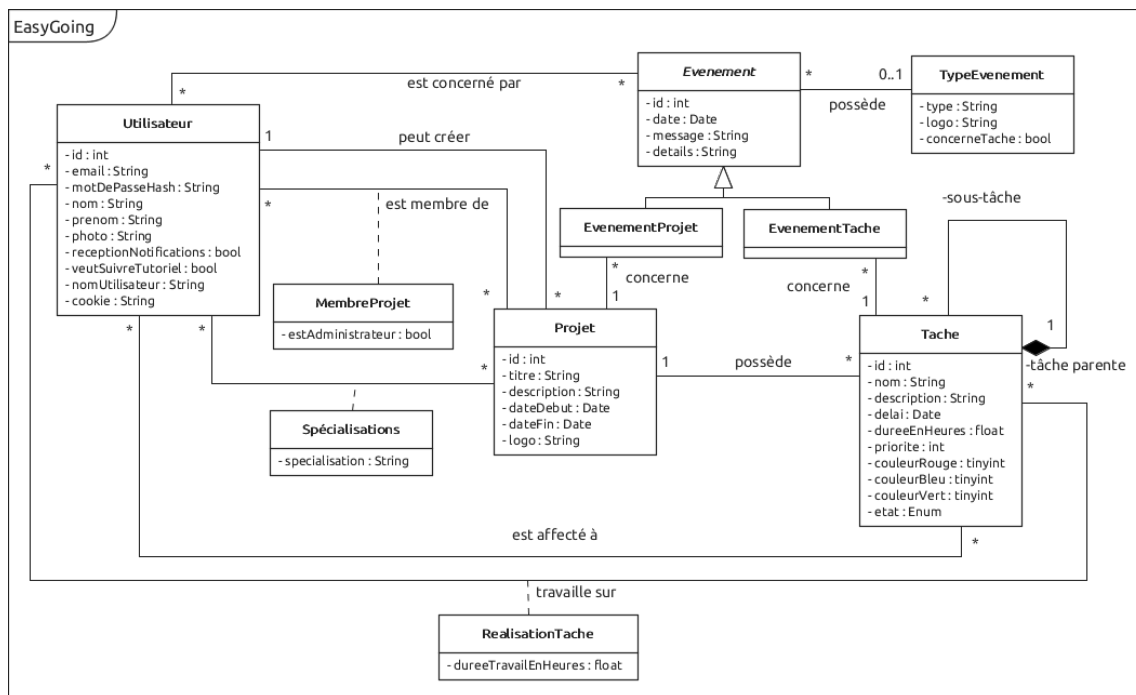 EasyGoing
Evenement
- id : int
- date : Date
- message : String
- details : String
TypeEvenement
- type : String
- logo : String
- concerneTache : bool
* est concerné par *
* possède 0..1
Utilisateur
- id : int
- email : String
- motDePasseHash : String
- nom : String
- prenom : String
- photo : String
- receptionNotifications : bool
- veutSuivreTutoriel : bool
- nomUtilisateur : String
- cookie : String
1 peut créer *
* est membre de *
EvenementProjet
EvenementTache
-sous-tâche
*
1
-tâche parente
* concerne 1
* concerne 1
MembreProjet
- estAdministrateur : bool
Projet
- id : int
- titre : String
- description : String
- dateDebut : Date
- dateFin : Date
- logo : String
1 possède *
Tache
- id : int
- nom : String
- description : String
- delai : Date
- dureeEnHeures : float
- priorite : int
- couleurRouge : tinyint
- couleurBleu : tinyint
- couleurVert : tinyint
- etat : Enum
* *
Spécialisations
- specialisation : String
* est affecté à *
* travaille sur *
RealisationTache
- dureeTravailEnHeures : float